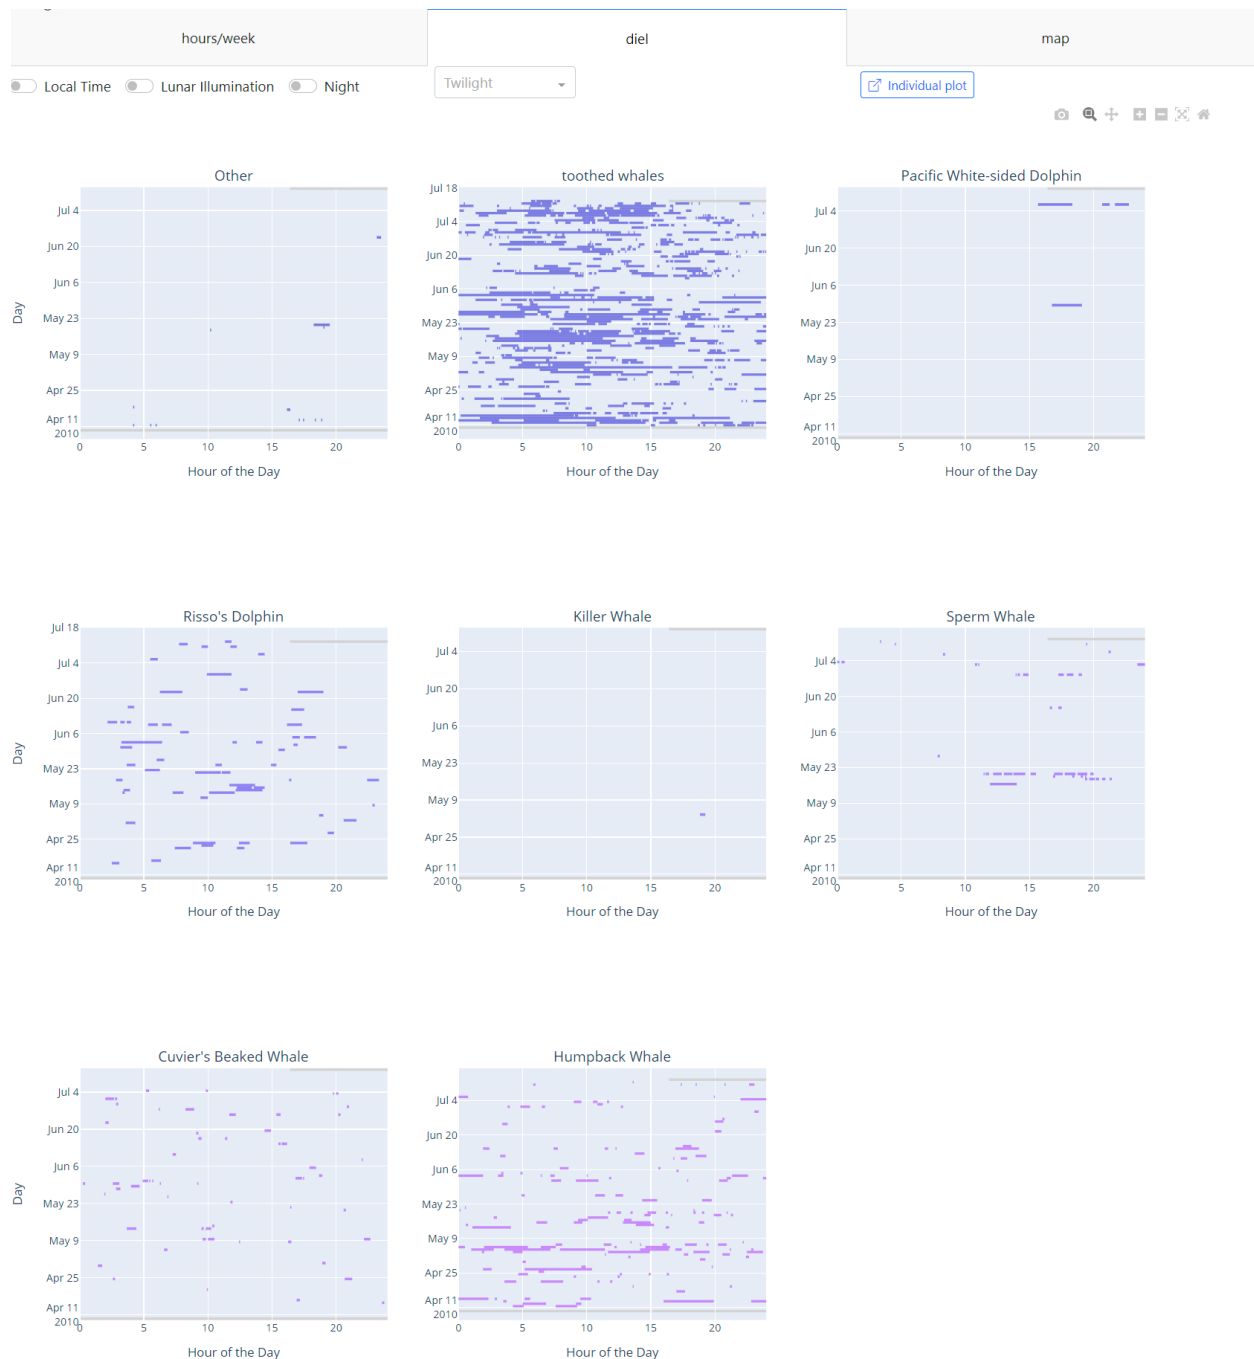 hours/week diel map
Local Time Lunar Illumination Night Twilight Individual plot
Other toothed whales Pacific White-sided Dolphin
Day
Jul 4
Jun 20
Jun 6
May 23
May 9
Apr 25
Apr 11
2010
0 5 10 15 20
Hour of the Day
Jul 18
Jul 4
Jun 20
Jun 6
May 23
May 9
Apr 25
Apr 11
2010
0 5 10 15 20
Hour of the Day
Jul 4
Jun 20
Jun 6
May 23
May 9
Apr 25
Apr 11
2010
0 5 10 15 20
Hour of the Day
Risso's Dolphin Killer Whale Sperm Whale
Day
Jul 18
Jul 4
Jun 20
Jun 6
May 23
May 9
Apr 25
Apr 11
2010
0 5 10 15 20
Hour of the Day
Jul 4
Jun 20
Jun 6
May 23
May 9
Apr 25
Apr 11
2010
0 5 10 15 20
Hour of the Day
Jul 4
Jun 20
Jun 6
May 23
May 9
Apr 25
Apr 11
2010
0 5 10 15 20
Hour of the Day
Cuvier's Beaked Whale Humpback Whale
Day
Jul 4
Jun 20
Jun 6
May 23
May 9
Apr 25
Apr 11
2010
0 5 10 15 20
Hour of the Day
Jul 4
Jun 20
Jun 6
May 23
May 9
Apr 25
Apr 11
2010
0 5 10 15 20
Hour of the Day